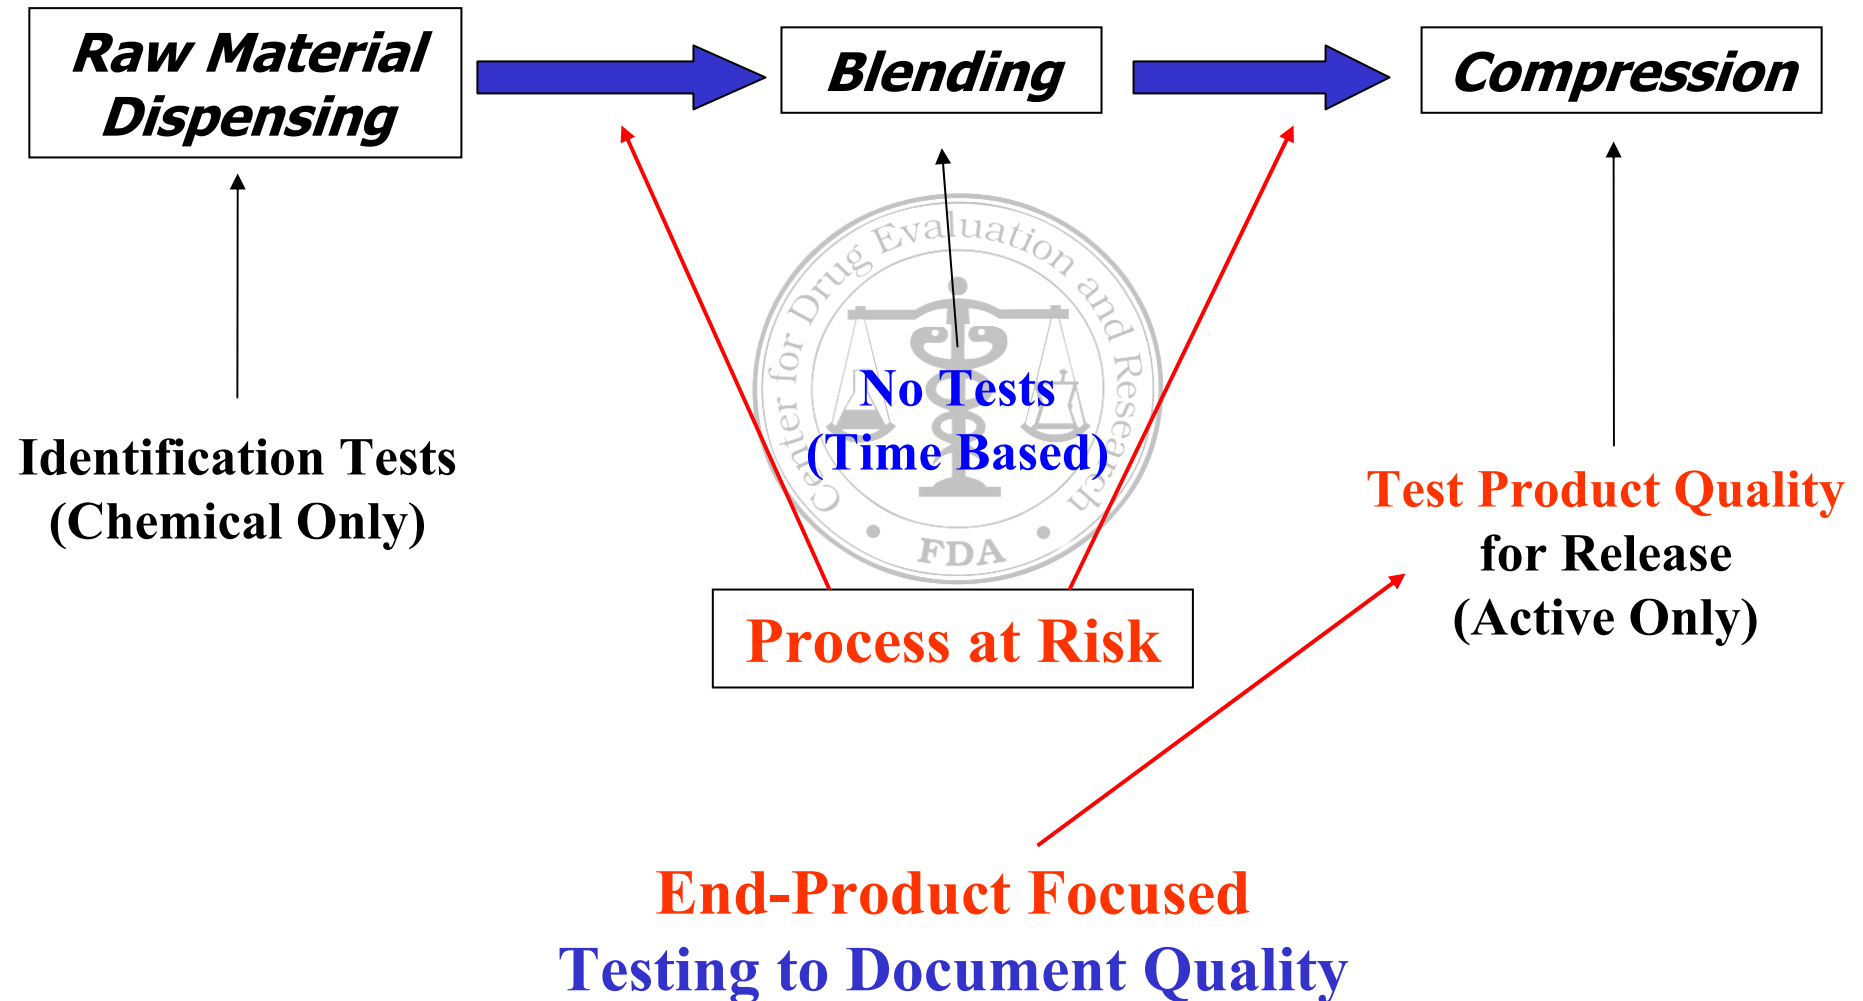 Raw Material
Dispensing
Blending
Compression
Center for Drug Evaluation and Research
FDA
No Tests
(Time Based)
Identification Tests
(Chemical Only)
Test Product Quality
for Release
(Active Only)
Process at Risk
End-Product Focused
Testing to Document Quality